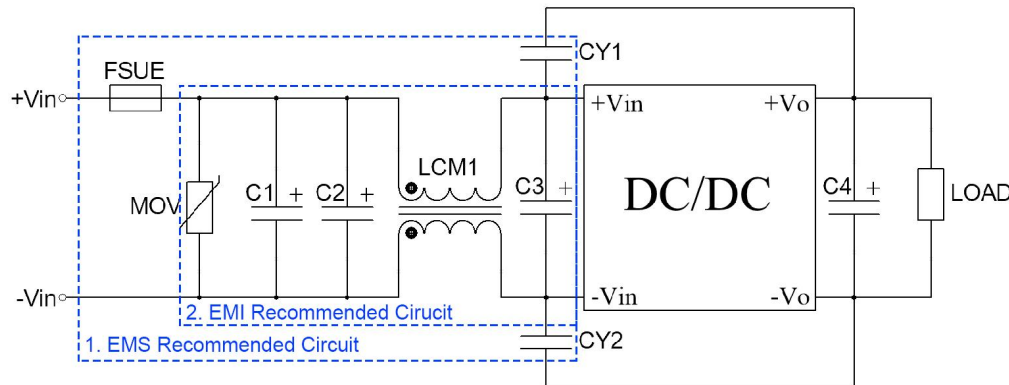 CY1
FSUE
+Vin
+Vin
+Vo
LCM1
MOV
C1 +
C2 +
C3 +
DC/DC
C4 +
LOAD
-Vin
-Vin
-Vo
2. EMI Recommended Cirucit
1. EMS Recommended Circuit
CY2